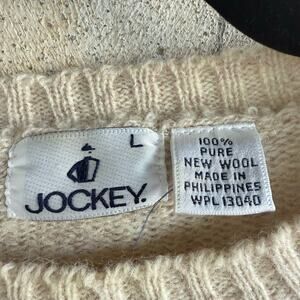 L
JOCKEY.
100%
PURE
NEW WOOL
MADE IN
PHILIPPINES
WPL 13040